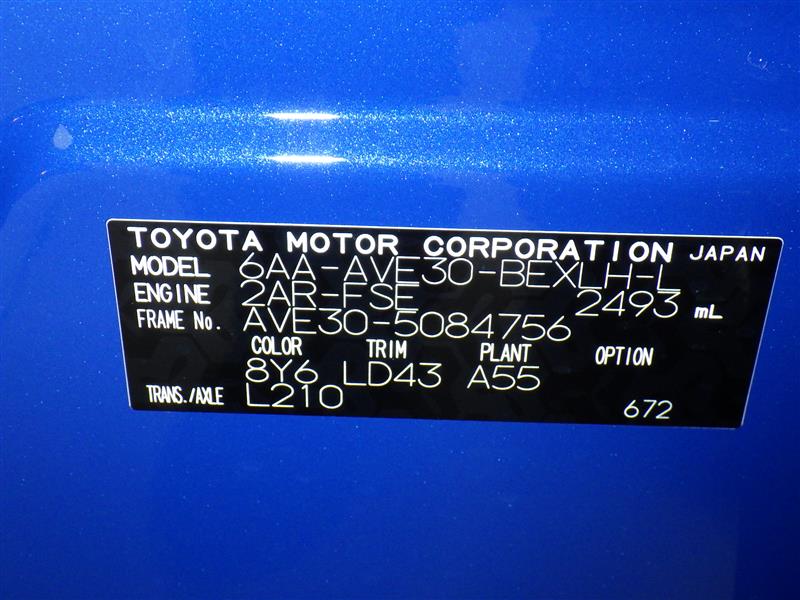 TOYOTA MOTOR CORPORATION JAPAN
MODEL 6AA-AVE30-BEXLH-L
ENGINE 2AR-FSE 2493 mL
FRAME No. AVE30-5084756
COLOR TRIM PLANT OPTION
8Y6 LD43 A55
TRANS./AXLE L210 672